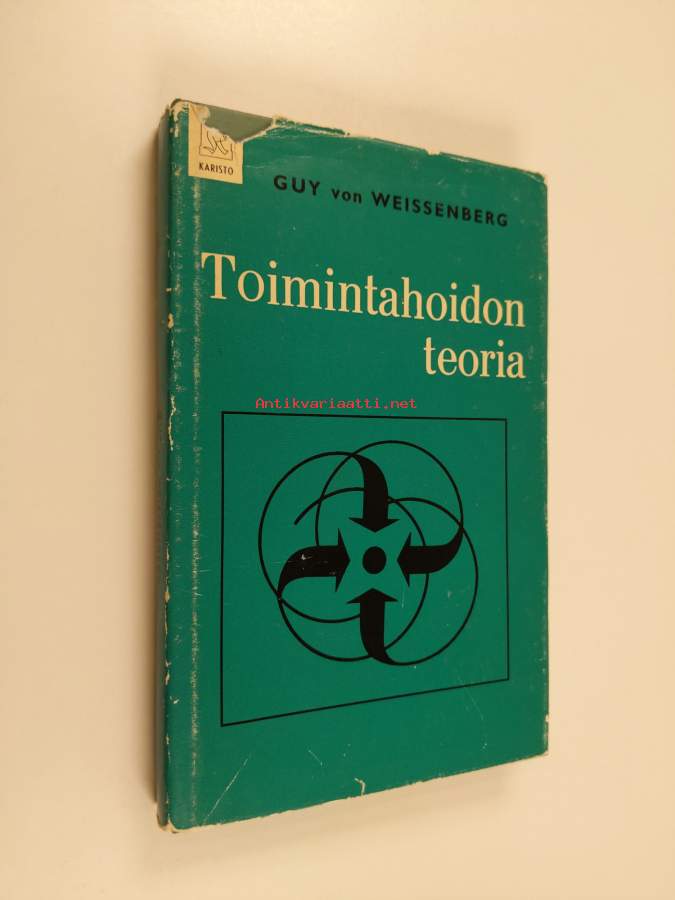 KARISTO
GUY von WEISSENBERG
Toimintahoidon
teoria
Antikvariaatti.net